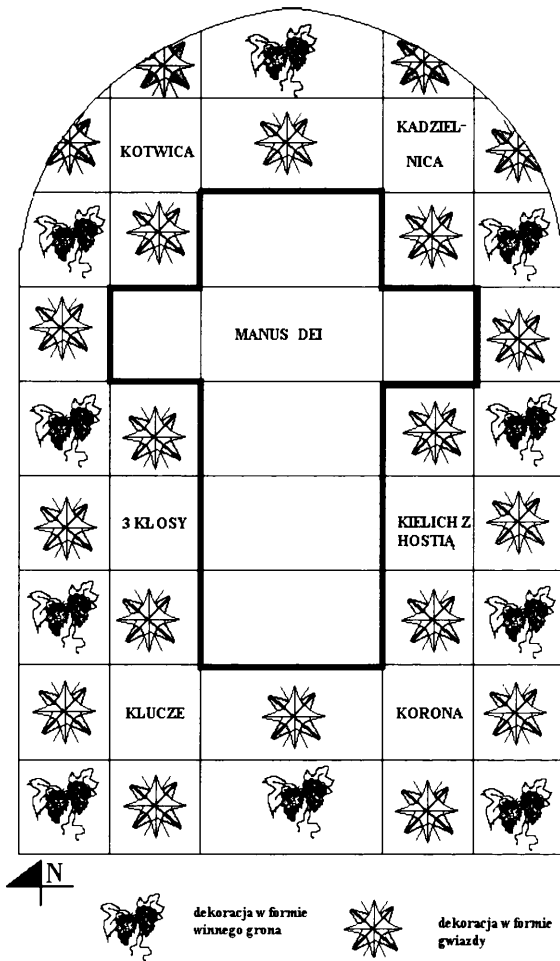 KOTWICA
KADZIEL-
NICA
MANUS DEI
3 KŁOSY
KIELICH Z
HOSTIĄ
KLUCZE
KORONA
N
dekoracja w formie
winnego grona
dekoracja w formie
gwiazdy